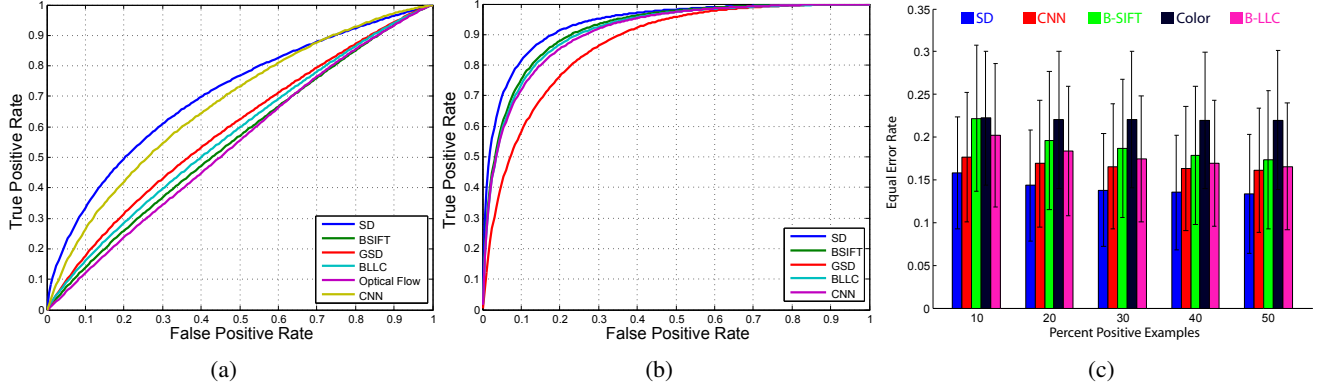 1
0.9
0.8
0.7
0.6
0.5
0.4
0.3
0.2
0.1
0
True Positive Rate
SD
BSIFT
GSD
BLLC
Optical Flow
CNN
0 0.1 0.2 0.3 0.4 0.5 0.6 0.7 0.8 0.9 1
False Positive Rate
(a)
1
0.9
0.8
0.7
0.6
0.5
0.4
0.3
0.2
0.1
0
True Positive Rate
SD
BSIFT
GSD
BLLC
CNN
0 0.1 0.2 0.3 0.4 0.5 0.6 0.7 0.8 0.9 1
False Positive Rate
(b)
SD CNN B-SIFT Color B-LLC
0.35
0.3
0.25
0.2
0.15
0.1
0.05
0
Equal Error Rate
10 20 30 40 50
Percent Positive Examples
(c)